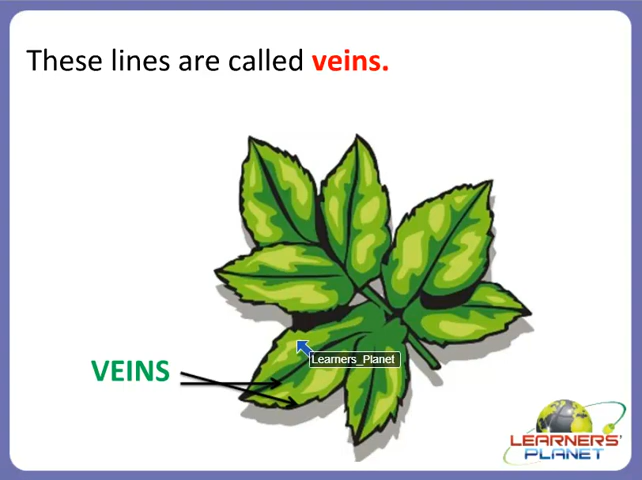 These lines are called veins.
Learners_Planet
VEINS
LEARNERS'
PLANET